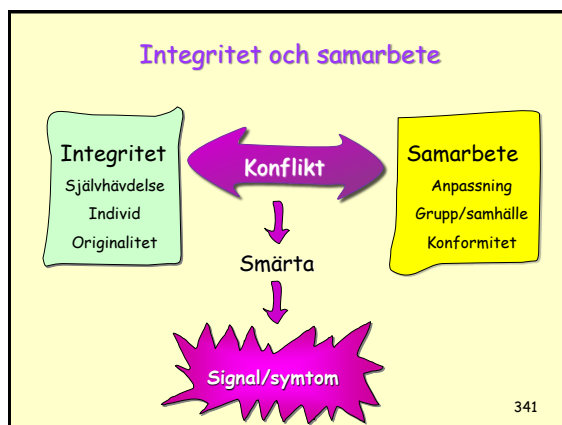 Integritet och samarbete
Integritet
Självhävdelse
Individ
Originalitet
Konflikt
Samarbete
Anpassning
Grupp/samhälle
Konformitet
Smärta
Signal/symtom
341